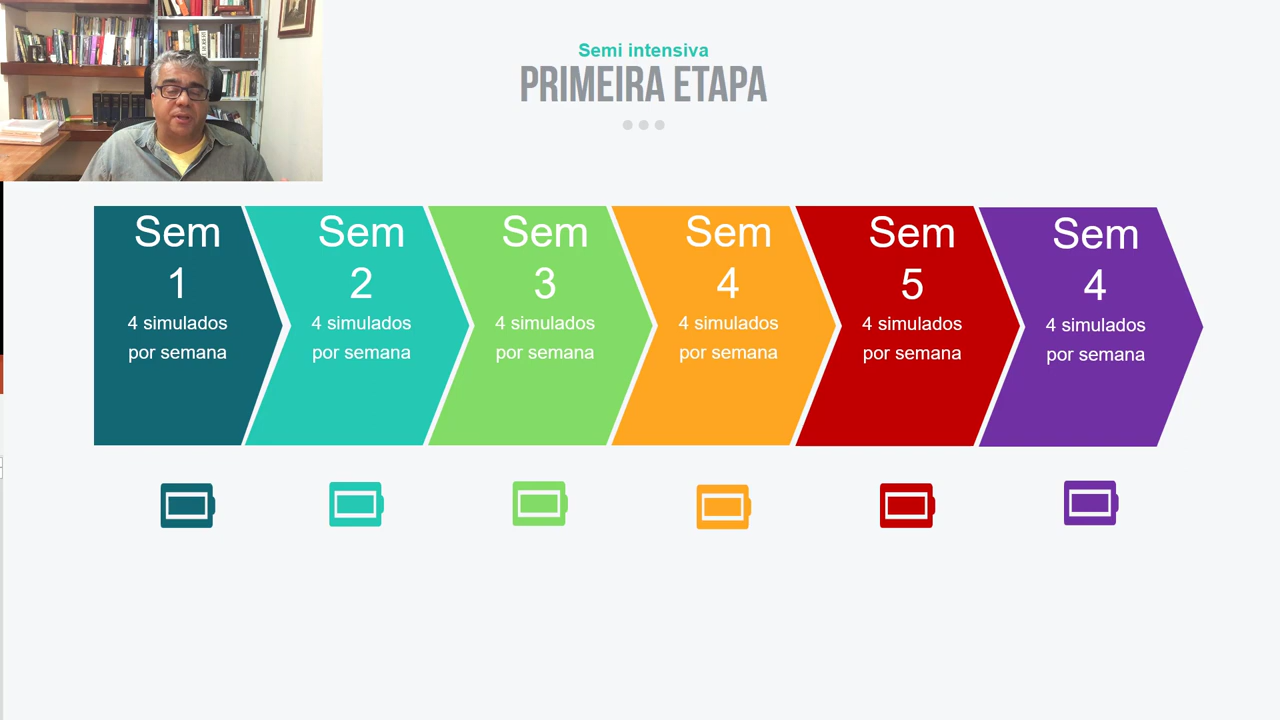 Semi intensiva
PRIMEIRA ETAPA
Sem
1
4 simulados
por semana
Sem
2
4 simulados
por semana
Sem
3
4 simulados
por semana
Sem
4
4 simulados
por semana
Sem
5
4 simulados
por semana
Sem
4
4 simulados
por semana